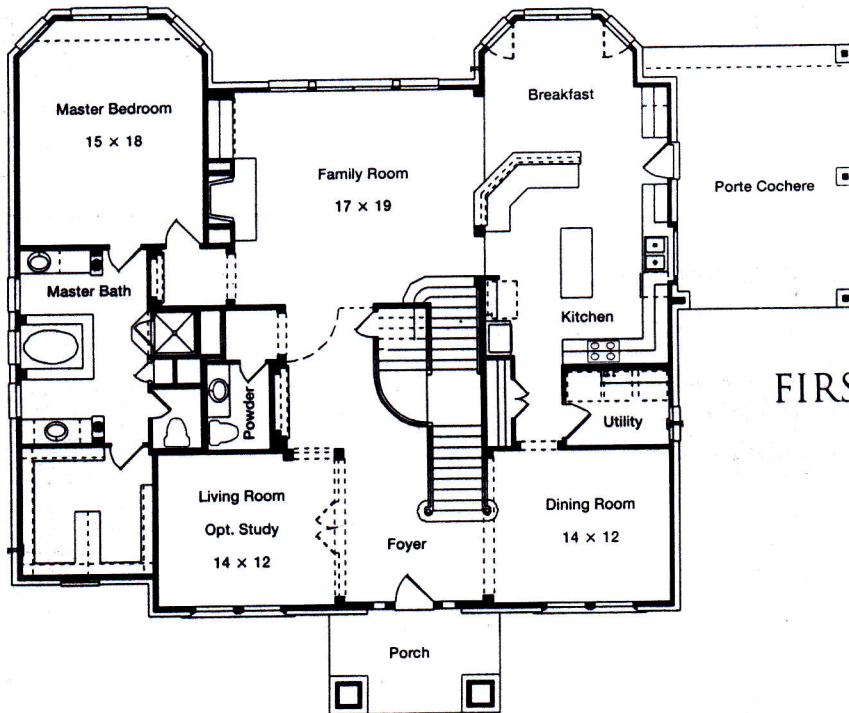 Master Bedroom
15 × 18
Breakfast
Family Room
17 × 19
Porte Cochere
Master Bath
Kitchen
FIRS
Powder
Utility
Living Room
Opt. Study
14 × 12
Foyer
Dining Room
14 × 12
Porch